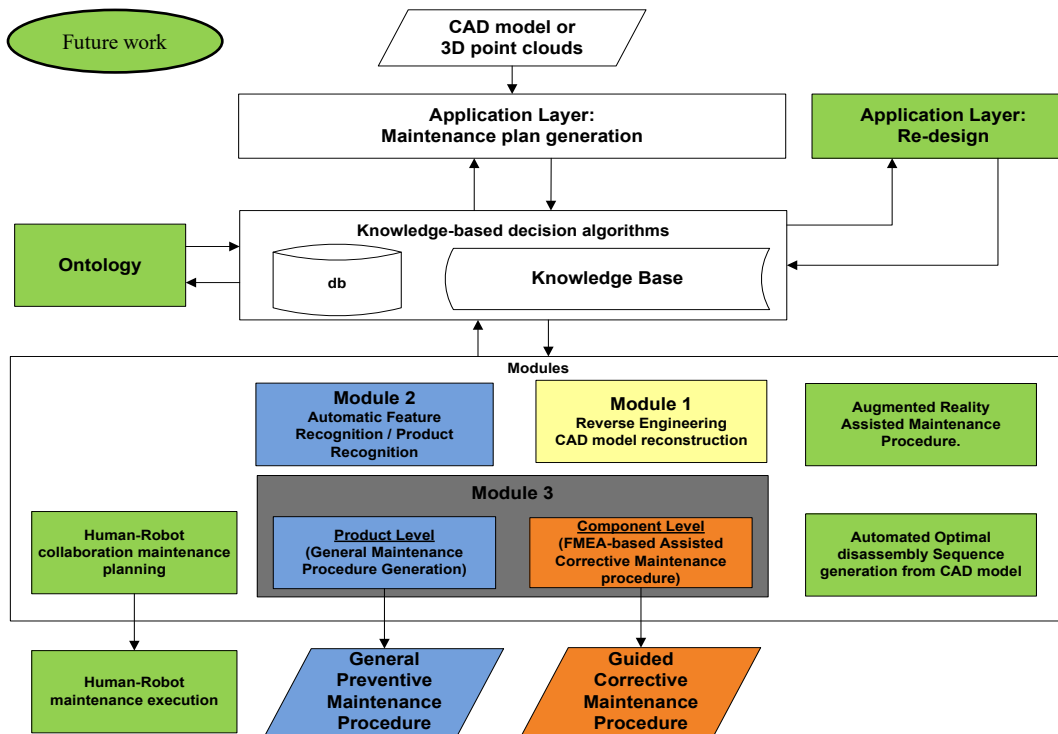 Future work
CAD model or
3D point clouds
Application Layer:
Maintenance plan generation
Application Layer:
Re-design
Ontology
Knowledge-based decision algorithms
db
Knowledge Base
Modules
Module 2
Automatic Feature
Recognition / Product
Recognition
Module 1
Reverse Engineering
CAD model reconstruction
Augmented Reality
Assisted Maintenance
Procedure.
Module 3
Human-Robot
collaboration maintenance
planning
Product Level
(General Maintenance
Procedure Generation)
Component Level
(FMEA-based Assisted
Corrective Maintenance
procedure)
Automated Optimal
disassembly Sequence
generation from CAD model
Human-Robot
maintenance execution
General
Preventive
Maintenance
Procedure
Guided
Corrective
Maintenance
Procedure